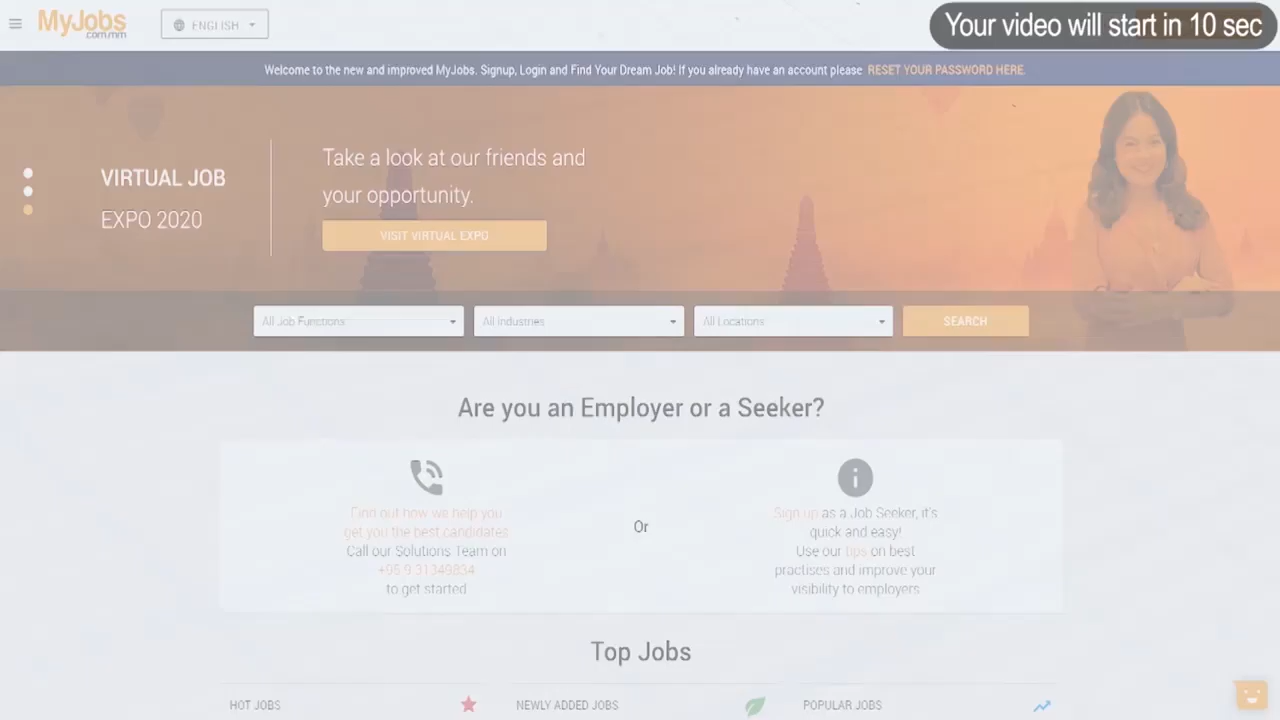 MyJobs
.com.mm
ENGLISH
Your video will start in 10 sec
Welcome to the new and improved MyJobs. Signup, Login and Find Your Dream Job! If you already have an account please RESET YOUR PASSWORD HERE.
VIRTUAL JOB
EXPO 2020
Take a look at our friends and
your opportunity.
VISIT VIRTUAL EXPO
All Job Functions
All Industries
All Locations
SEARCH
Are you an Employer or a Seeker?
Find out how we help you
get you the best candidates
Call our Solutions Team on
+95 9 31349834
to get started
Or
Sign up as a Job Seeker, it's
quick and easy!
Use our tips on best
practises and improve your
visibility to employers
Top Jobs
HOT JOBS
NEWLY ADDED JOBS
POPULAR JOBS